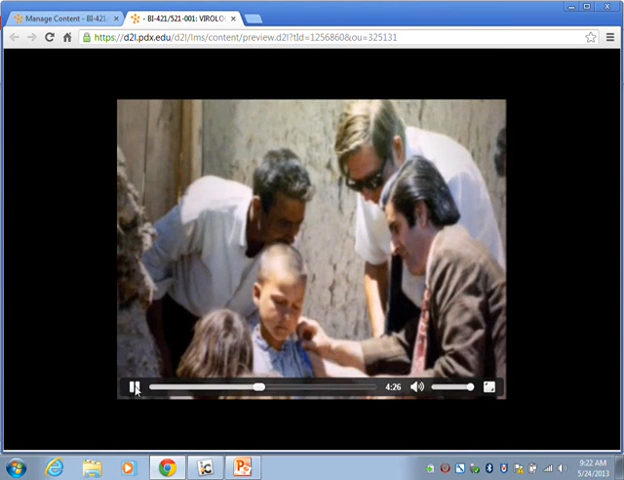 Manage Content - BI-421/
- BI-421/521-001: VIROLO
https://d2l.pdx.edu/d2l/lms/content/preview.d2l?tId=1256860&ou=325131
4:26
9:22 AM
5/24/2013